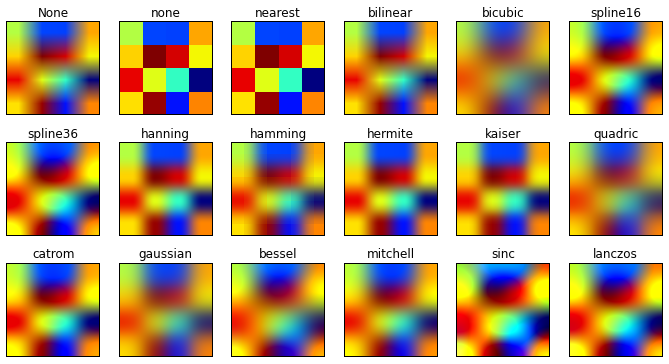 None none nearest bilinear bicubic spline16
spline36 hanning hamming hermite kaiser quadric
catrom gaussian bessel mitchell sinc lanczos